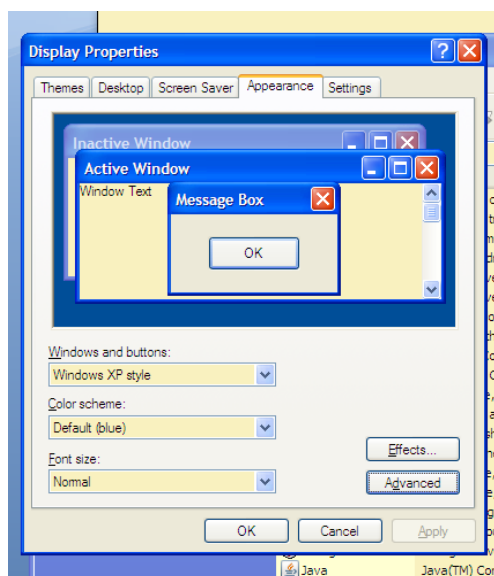 Display Properties
Themes
Desktop
Screen Saver
Appearance
Settings
Inactive Window
Active Window
Window Text
Message Box
OK
Windows and buttons:
Windows XP style
Color scheme:
Default (blue)
Font size:
Normal
Effects...
Advanced
OK
Cancel
Apply
Java
Java(TM) Con